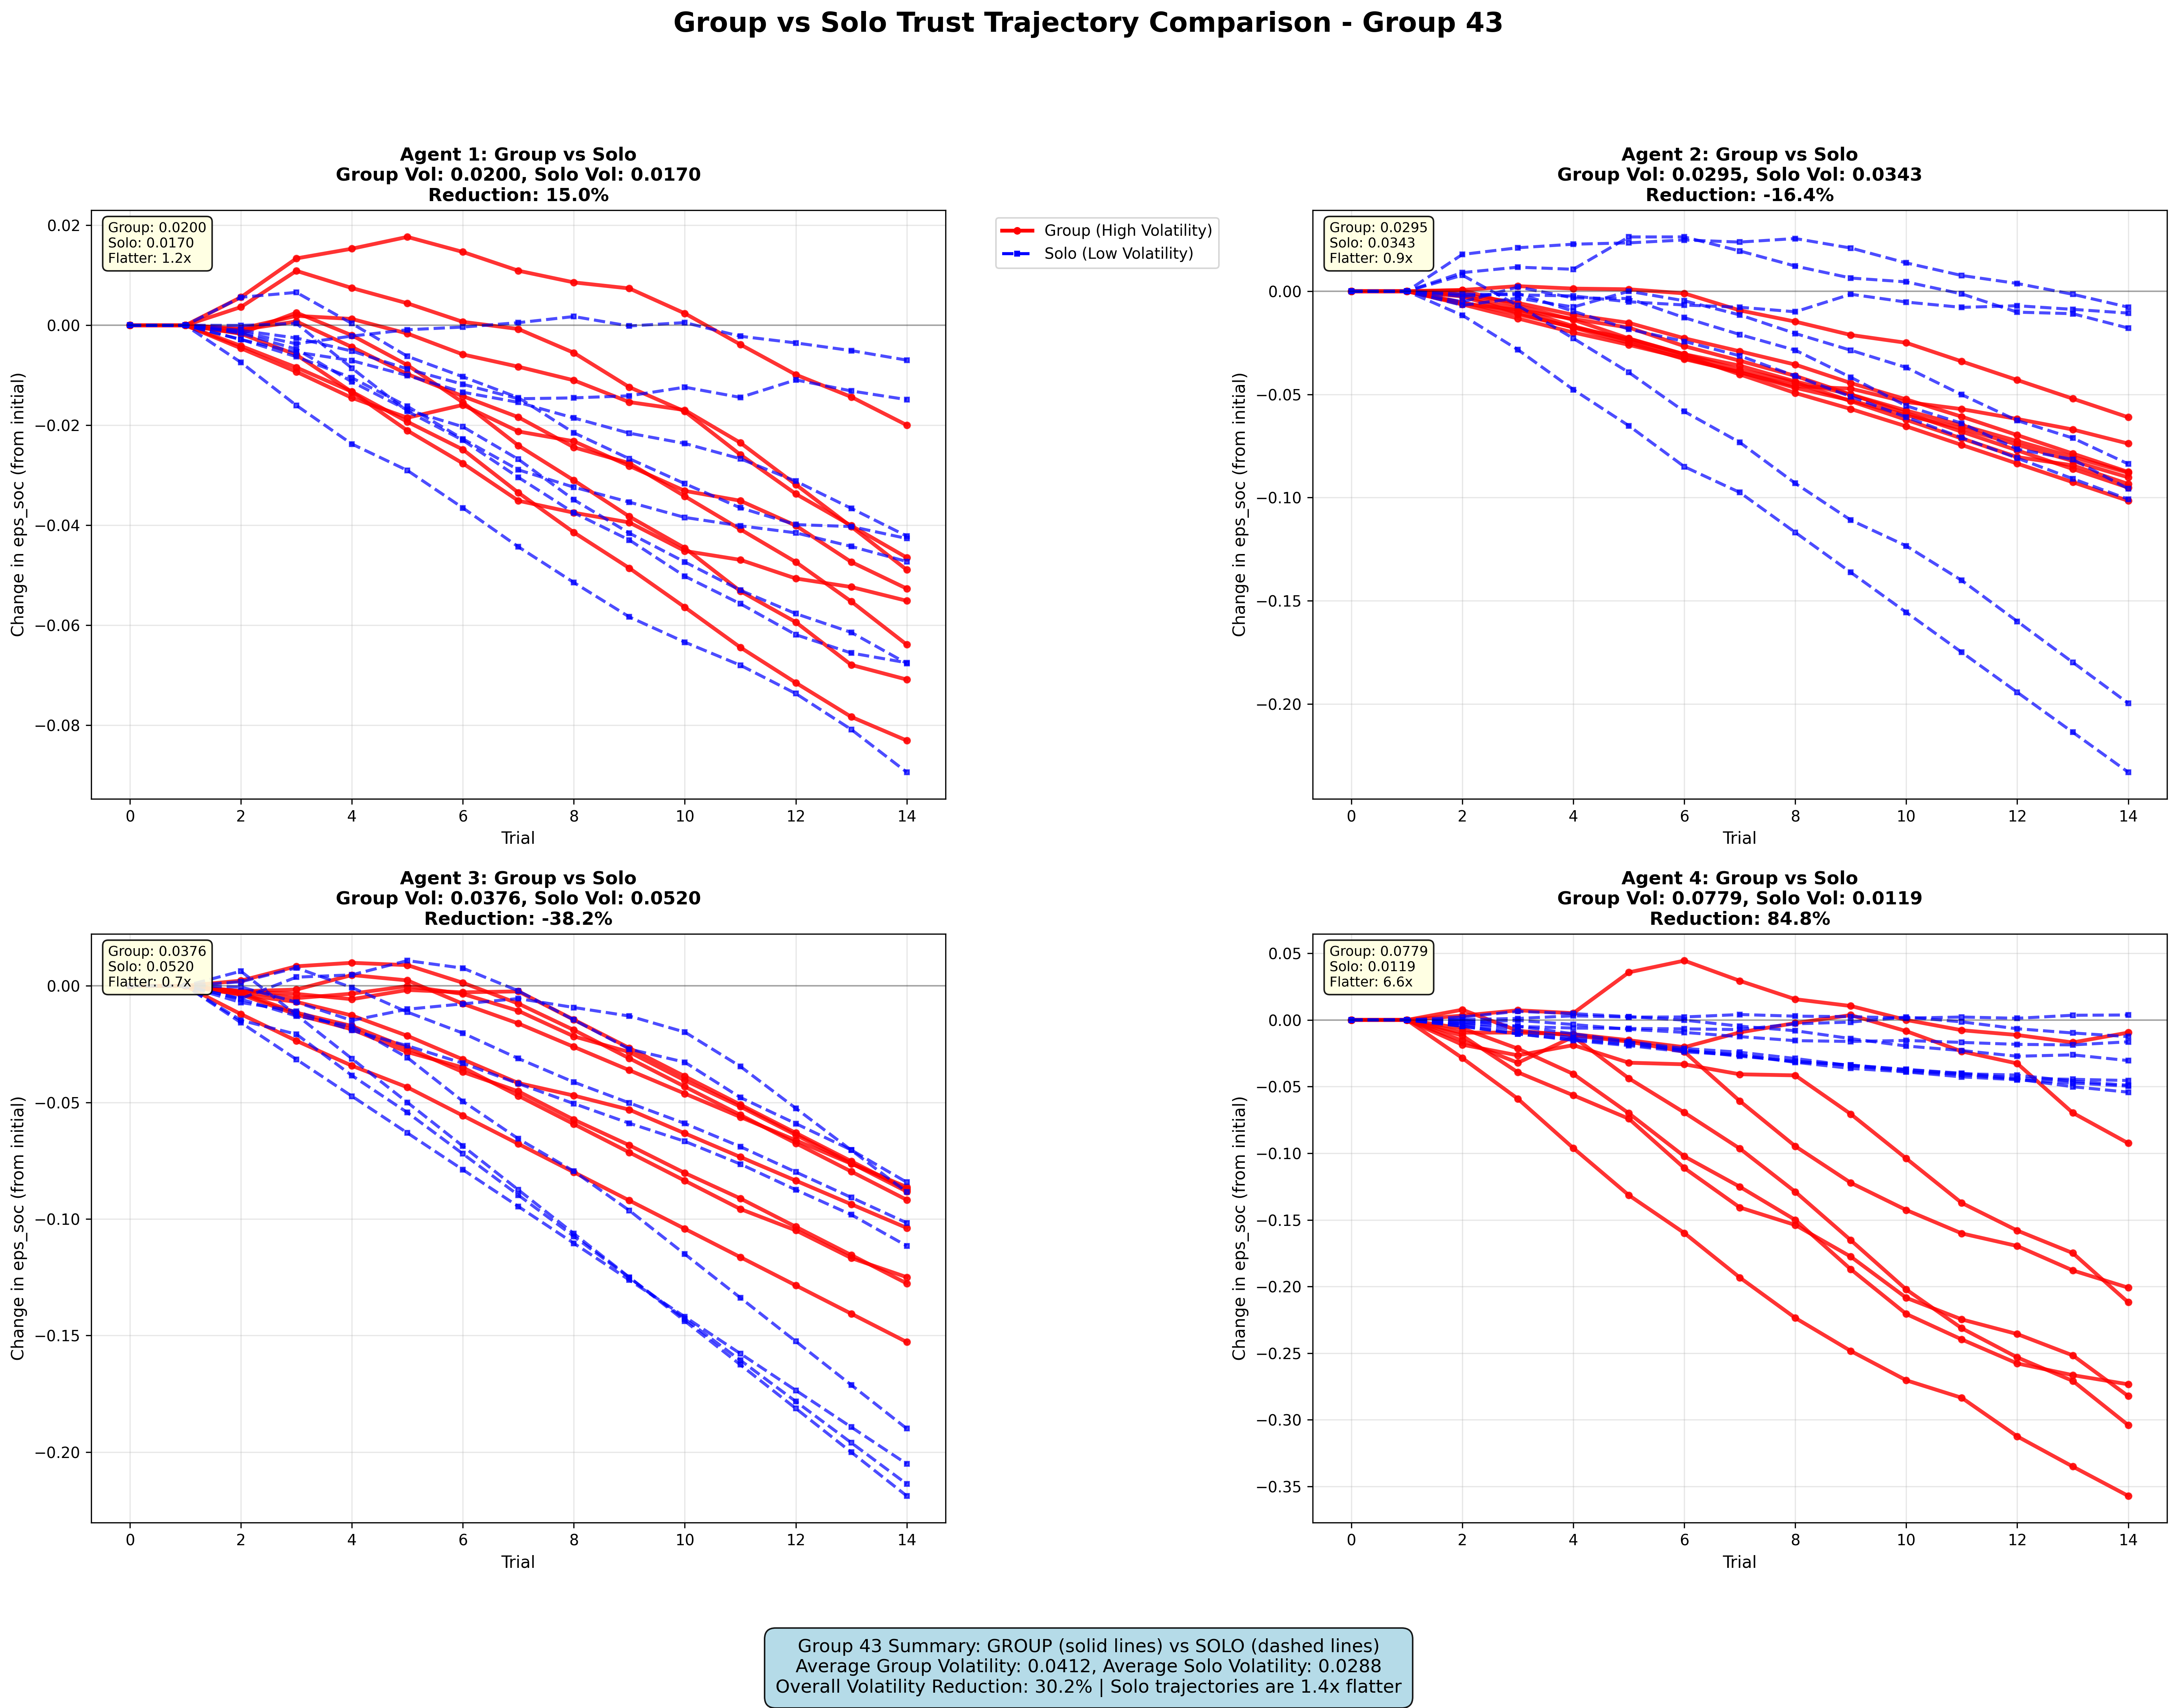 Group vs Solo Trust Trajectory Comparison - Group 43
Agent 1: Group vs Solo
Group Vol: 0.0200, Solo Vol: 0.0170
Reduction: 15.0%
Group: 0.0200
Solo: 0.0170
Flatter: 1.2x
0.02
0.00
−0.02
−0.04
−0.06
−0.08
Change in eps_soc (from initial)
0 2 4 6 8 10 12 14
Trial
Group (High Volatility)
Solo (Low Volatility)
Agent 2: Group vs Solo
Group Vol: 0.0295, Solo Vol: 0.0343
Reduction: -16.4%
Group: 0.0295
Solo: 0.0343
Flatter: 0.9x
0.00
−0.05
−0.10
−0.15
−0.20
Change in eps_soc (from initial)
0 2 4 6 8 10 12 14
Trial
Agent 3: Group vs Solo
Group Vol: 0.0376, Solo Vol: 0.0520
Reduction: -38.2%
Group: 0.0376
Solo: 0.0520
Flatter: 0.7x
0.00
−0.05
−0.10
−0.15
−0.20
Change in eps_soc (from initial)
0 2 4 6 8 10 12 14
Trial
Agent 4: Group vs Solo
Group Vol: 0.0779, Solo Vol: 0.0119
Reduction: 84.8%
Group: 0.0779
Solo: 0.0119
Flatter: 6.6x
0.05
0.00
−0.05
−0.10
−0.15
−0.20
−0.25
−0.30
−0.35
Change in eps_soc (from initial)
0 2 4 6 8 10 12 14
Trial
Group 43 Summary: GROUP (solid lines) vs SOLO (dashed lines)
Average Group Volatility: 0.0412, Average Solo Volatility: 0.0288
Overall Volatility Reduction: 30.2% | Solo trajectories are 1.4x flatter